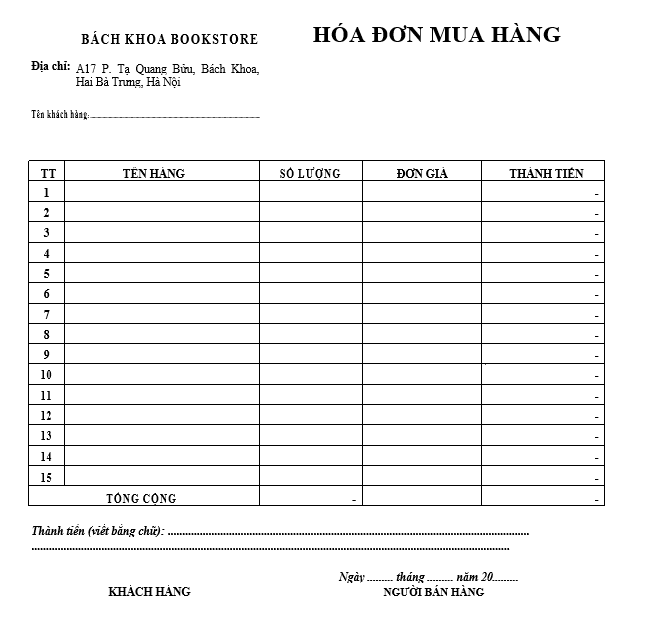 BÁCH KHOA BOOKSTORE
HÓA ĐƠN MUA HÀNG
Địa chỉ: A17 P. Tạ Quang Bửu, Bách Khoa,
Hai Bà Trưng, Hà Nội
Tên khách hàng:
TT TÊN HÀNG SỐ LƯỢNG ĐƠN GIÁ THÀNH TIỀN
1 -
2 -
3 -
4 -
5 -
6 -
7 -
8 -
9 -
10 -
11 -
12 -
13 -
14 -
15 -
TỔNG CỘNG - -
Thành tiền (viết bằng chữ): ..............................................................................................................................
......................................................................................................................................................................
Ngày ......... tháng ......... năm 20.........
KHÁCH HÀNG NGƯỜI BÁN HÀNG